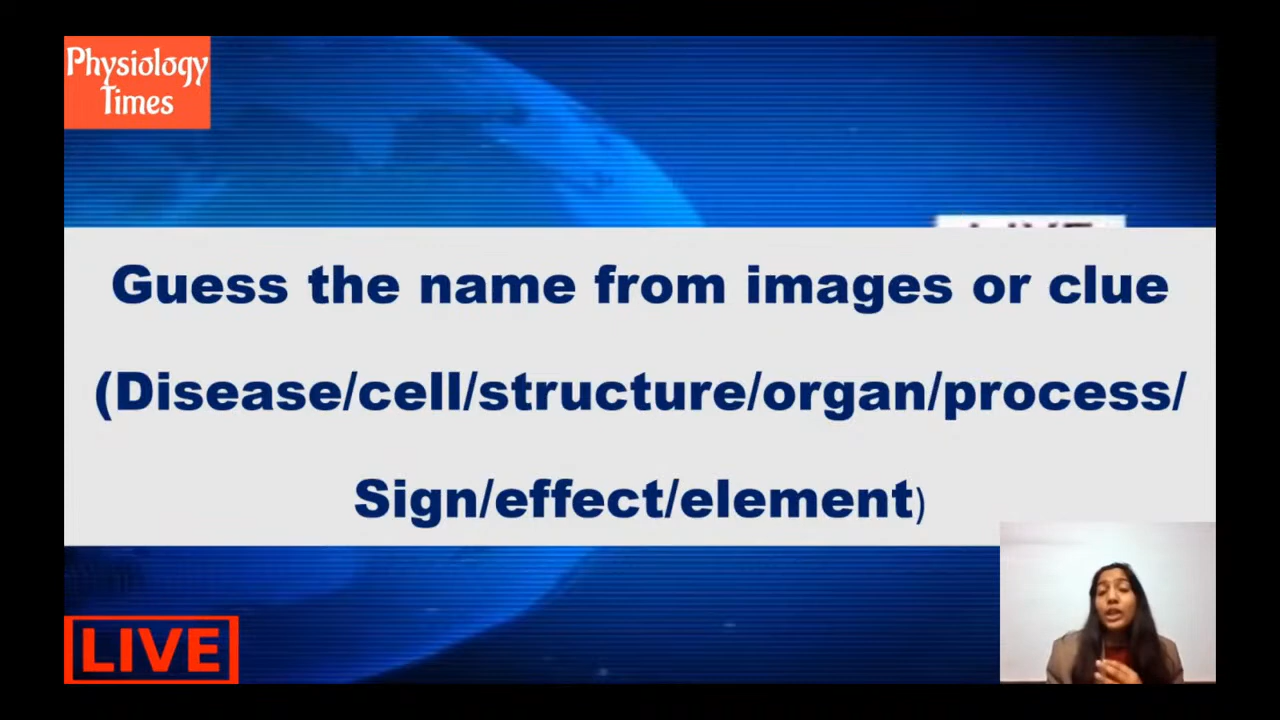 Physiology
Times
Guess the name from images or clue
(Disease/cell/structure/organ/process/
Sign/effect/element)
LIVE